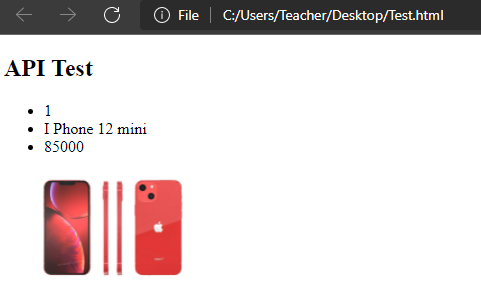 File C:/Users/Teacher/Desktop/Test.html
API Test
1
I Phone 12 mini
85000